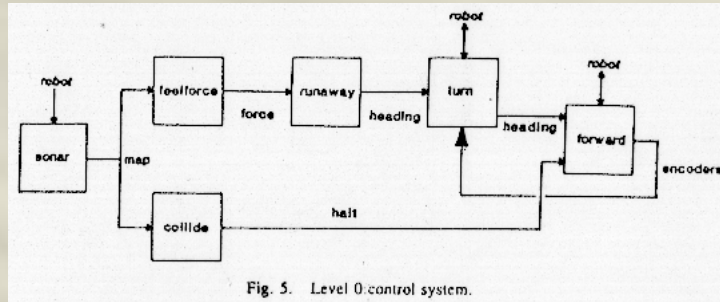 robot
robot
robot
feelforce
runaway
turn
force
heading
heading
forward
sonar
map
encoders
collide
halt
Fig. 5. Level 0:control system.